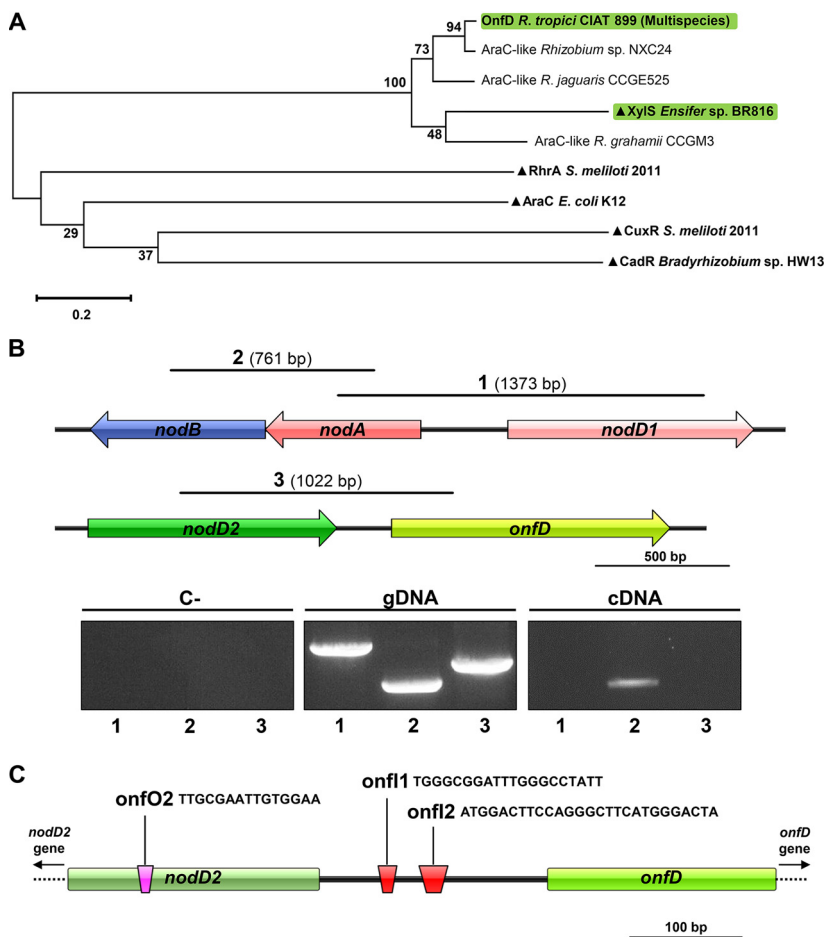 A
OnfD R. tropici CIAT 899 (Multispecies)
94
AraC-like Rhizobium sp. NXC24
73
AraC-like R. jaguaris CCGE525
100
▲XylS Ensifer sp. BR816
48
AraC-like R. grahamii CCGM3
▲RhrA S. meliloti 2011
▲AraC E. coli K12
29
▲CuxR S. meliloti 2011
37
▲CadR Bradyrhizobium sp. HW13
0.2
B
2 (761 bp)
1 (1373 bp)
nodB
nodA
nodD1
3 (1022 bp)
nodD2
onfD
500 bp
C-
gDNA
cDNA
1 2 3
1 2 3
1 2 3
C
onfI1 TGGGCGGATTTGGGCCTATT
onfO2 TTGCGAATTGTGGAA
onfI2 ATGGACTTCCAGGGCTTCATGGGACTA
nodD2
gene
onfD
gene
nodD2
onfD
100 bp